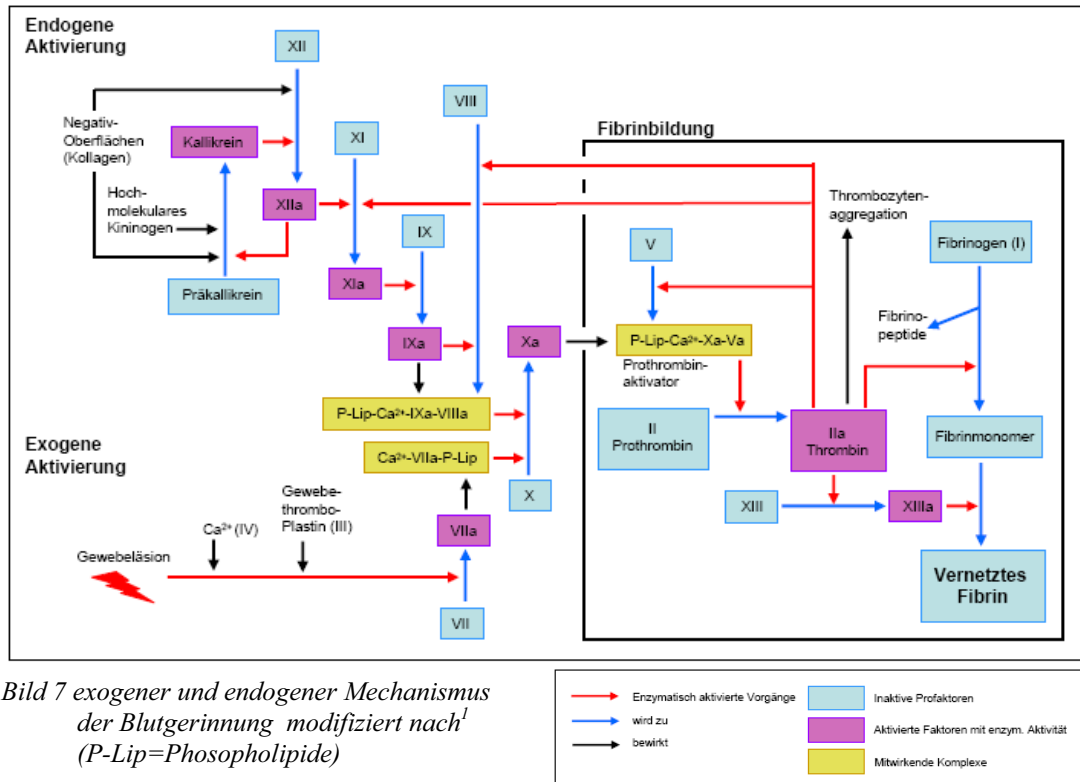 Endogene
Aktivierung
XII
VIII
Negativ-
Oberflächen
(Kollagen)
Kallikrein
XI
Fibrinbildung
Hoch-
molekulares
Kininogen
XIIa
IX
Thrombozyten-
aggregation
V
Fibrinogen (I)
Präkallikrein
XIa
Fibrino-
peptide
IXa
Xa
P-Lip-Ca²⁺-Xa-Va
Prothrombin-
aktivator
P-Lip-Ca²⁺-IXa-VIIIa
II
Prothrombin
IIa
Thrombin
Fibrinmonomer
Exogene
Aktivierung
Ca²⁺-VIIa-P-Lip
X
XIII
XIIIa
Gewebe-
thrombo-
Plastin (III)
Ca²⁺ (IV)
VIIa
Gewebeläsion
Vernetztes
Fibrin
VII
Bild 7 exogener und endogener Mechanismus
der Blutgerinnung modifiziert nach¹
(P-Lip=Phosopholipide)
Enzymatisch aktivierte Vorgänge
wird zu
bewirkt
Inaktive Profaktoren
Aktivierte Faktoren mit enzym. Aktivität
Mitwirkende Komplexe